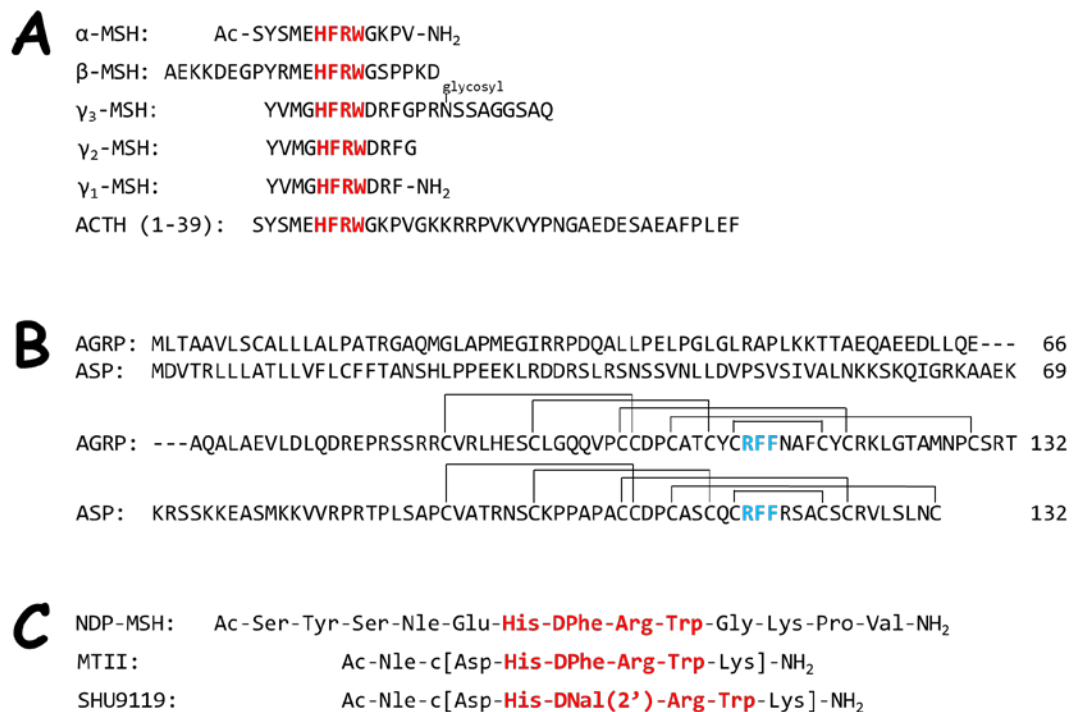 A
α-MSH: Ac-SYSMEHFRWGKPV-NH₂
β-MSH: AEKKDEGPYRMEHFRWGSPPKD
glycosyl
γ₃-MSH: YVMGHFRWDRFGPRNSSAGGSAQ
γ₂-MSH: YVMGHFRWDRFG
γ₁-MSH: YVMGHFRWDRF-NH₂
ACTH (1-39): SYSMEHFRWGKPVGKKRRPVKVYPNGAEDESAEAFPLEF
B
AGRP: MLTAAVLSCALLLALPATRGAQMGLAPMEGIRRPDQALLPELPGLGLRAPLKKTTAEQAEEDLLQE--- 66
ASP: MDVTRLLLATLLVFLCFFTANSHLPPEEKLRDDRSLRSNSSVNLLDVPSVSIVALNKKSKQIGRKAAEK 69
AGRP: ---AQALAEVLDLQDREPRSSRRCVRLHESCLGQQVPCCDPCATCYCRFFNAFCYCRKLGTAMNPCSRT 132
ASP: KRSSKKEASMKKVVRPRTPLSAPCVATRNSCKPPAPACCDPCASCQCRFFRSACSCRVLSLNC 132
C
NDP-MSH: Ac-Ser-Tyr-Ser-Nle-Glu-His-DPhe-Arg-Trp-Gly-Lys-Pro-Val-NH₂
MTII: Ac-Nle-c[Asp-His-DPhe-Arg-Trp-Lys]-NH₂
SHU9119: Ac-Nle-c[Asp-His-DNal(2’)-Arg-Trp-Lys]-NH₂